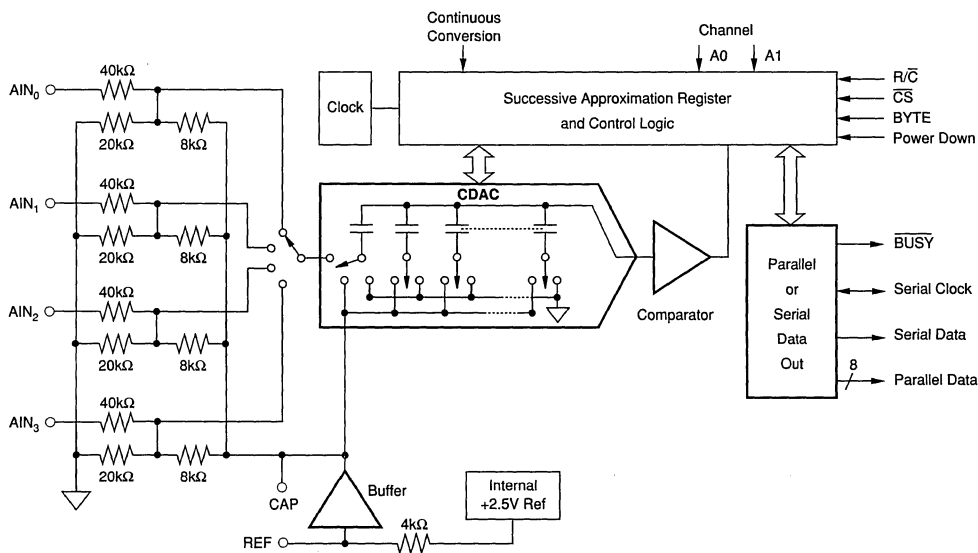 Continuous
Conversion
Channel
A0
A1
40kΩ
AIN0
20kΩ
8kΩ
Clock
Successive Approximation Register
and Control Logic
R/C̅
C̅S̅
BYTE
Power Down
40kΩ
AIN1
20kΩ
8kΩ
CDAC
40kΩ
AIN2
20kΩ
8kΩ
Comparator
Parallel
or
Serial
Data
Out
B̅U̅S̅Y̅
Serial Clock
Serial Data
8
Parallel Data
40kΩ
AIN3
20kΩ
8kΩ
CAP
Buffer
Internal
+2.5V Ref
4kΩ
REF